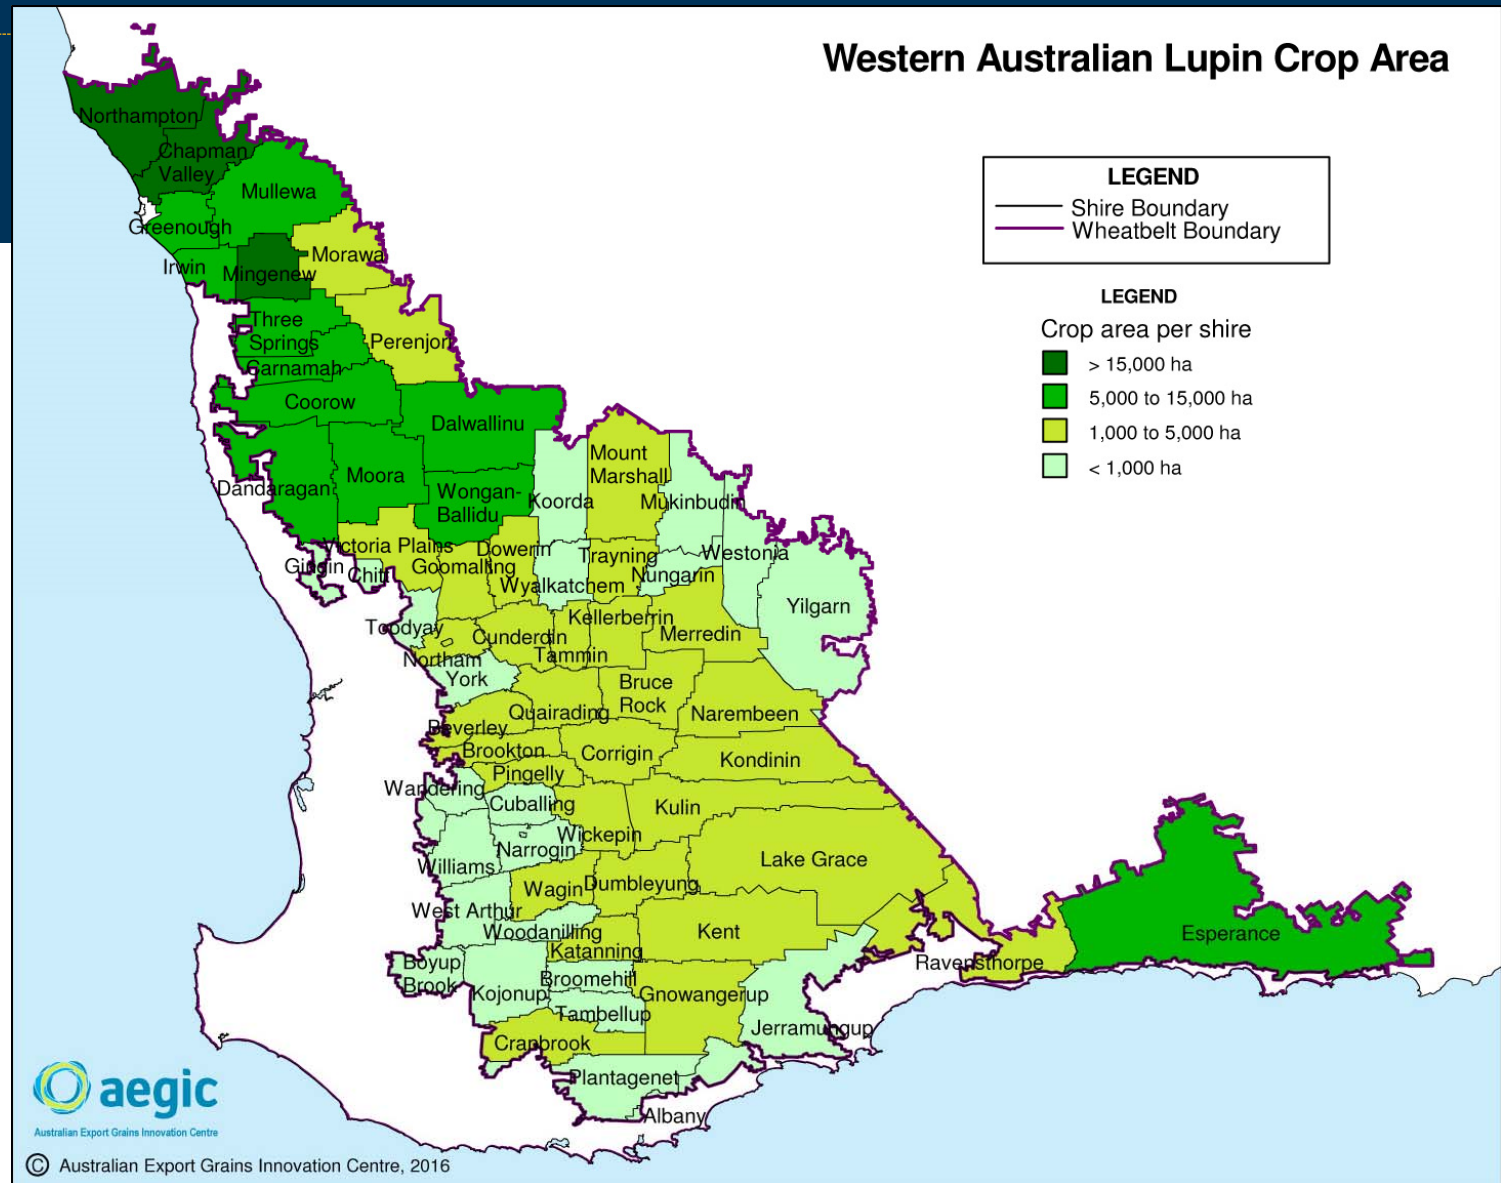 Western Australian Lupin Crop Area
LEGEND
Shire Boundary
Wheatbelt Boundary
LEGEND
Crop area per shire
> 15,000 ha
5,000 to 15,000 ha
1,000 to 5,000 ha
< 1,000 ha
Northampton
Chapman
Valley
Mullewa
Greenough
Morawa
Irwin
Mingenew
Three
Springs
Perenjori
Carnamah
Coorow
Dalwallinu
Mount
Marshall
Moora
Dandaragan
Wongan-
Ballidu
Koorda
Mukinbudin
Victoria Plains
Dowerin
Trayning
Westonia
Gingin
Chitt
Goomalling
Nungarin
Wyalkatchem
Yilgarn
Kellerberrin
Toodyay
Cunderdin
Merredin
Tammin
Northam
York
Bruce
Rock
Quairading
Narembeen
Beverley
Brookton
Corrigin
Kondinin
Pingelly
Wandering
Cuballing
Kulin
Wickepin
Narrogin
Williams
Lake Grace
Wagin
Dumbleyung
West Arthur
Woodanilling
Kent
Esperance
Katanning
Boyup
Brook
Ravensthorpe
Broomehill
Kojonup
Gnowangerup
Tambellup
Jerramungup
Cranbrook
Plantagenet
Albany
aegic
Australian Export Grains Innovation Centre
© Australian Export Grains Innovation Centre, 2016